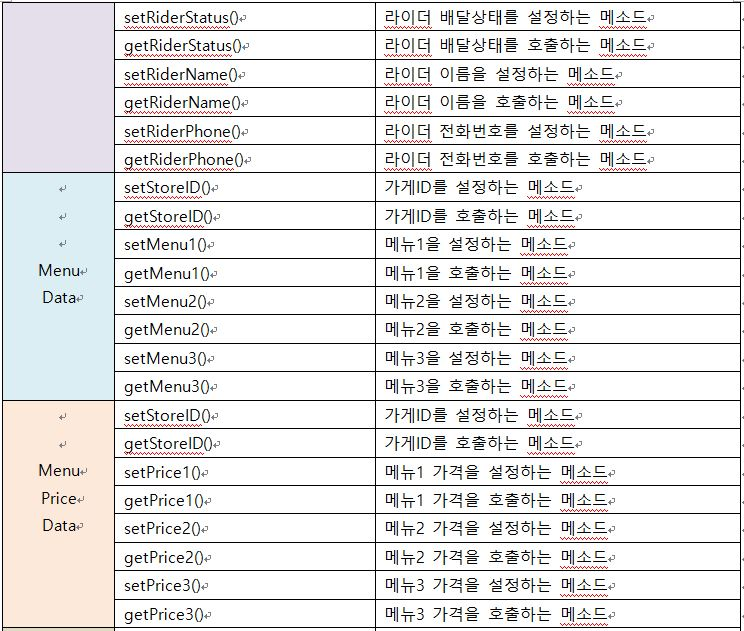 setRiderStatus() 라이더 배달상태를 설정하는 메소드
getRiderStatus() 라이더 배달상태를 호출하는 메소드
setRiderName() 라이더 이름을 설정하는 메소드
getRiderName() 라이더 이름을 호출하는 메소드
setRiderPhone() 라이더 전화번호를 설정하는 메소드
getRiderPhone() 라이더 전화번호를 호출하는 메소드
Menu
Data
setStoreID() 가게ID를 설정하는 메소드
getStoreID() 가게ID를 호출하는 메소드
setMenu1() 메뉴1을 설정하는 메소드
getMenu1() 메뉴1을 호출하는 메소드
setMenu2() 메뉴2을 설정하는 메소드
getMenu2() 메뉴2을 호출하는 메소드
setMenu3() 메뉴3을 설정하는 메소드
getMenu3() 메뉴3을 호출하는 메소드
Menu
Price
Data
setStoreID() 가게ID를 설정하는 메소드
getStoreID() 가게ID를 호출하는 메소드
setPrice1() 메뉴1 가격을 설정하는 메소드
getPrice1() 메뉴1 가격을 호출하는 메소드
setPrice2() 메뉴2 가격을 설정하는 메소드
getPrice2() 메뉴2 가격을 호출하는 메소드
setPrice3() 메뉴3 가격을 설정하는 메소드
getPrice3() 메뉴3 가격을 호출하는 메소드